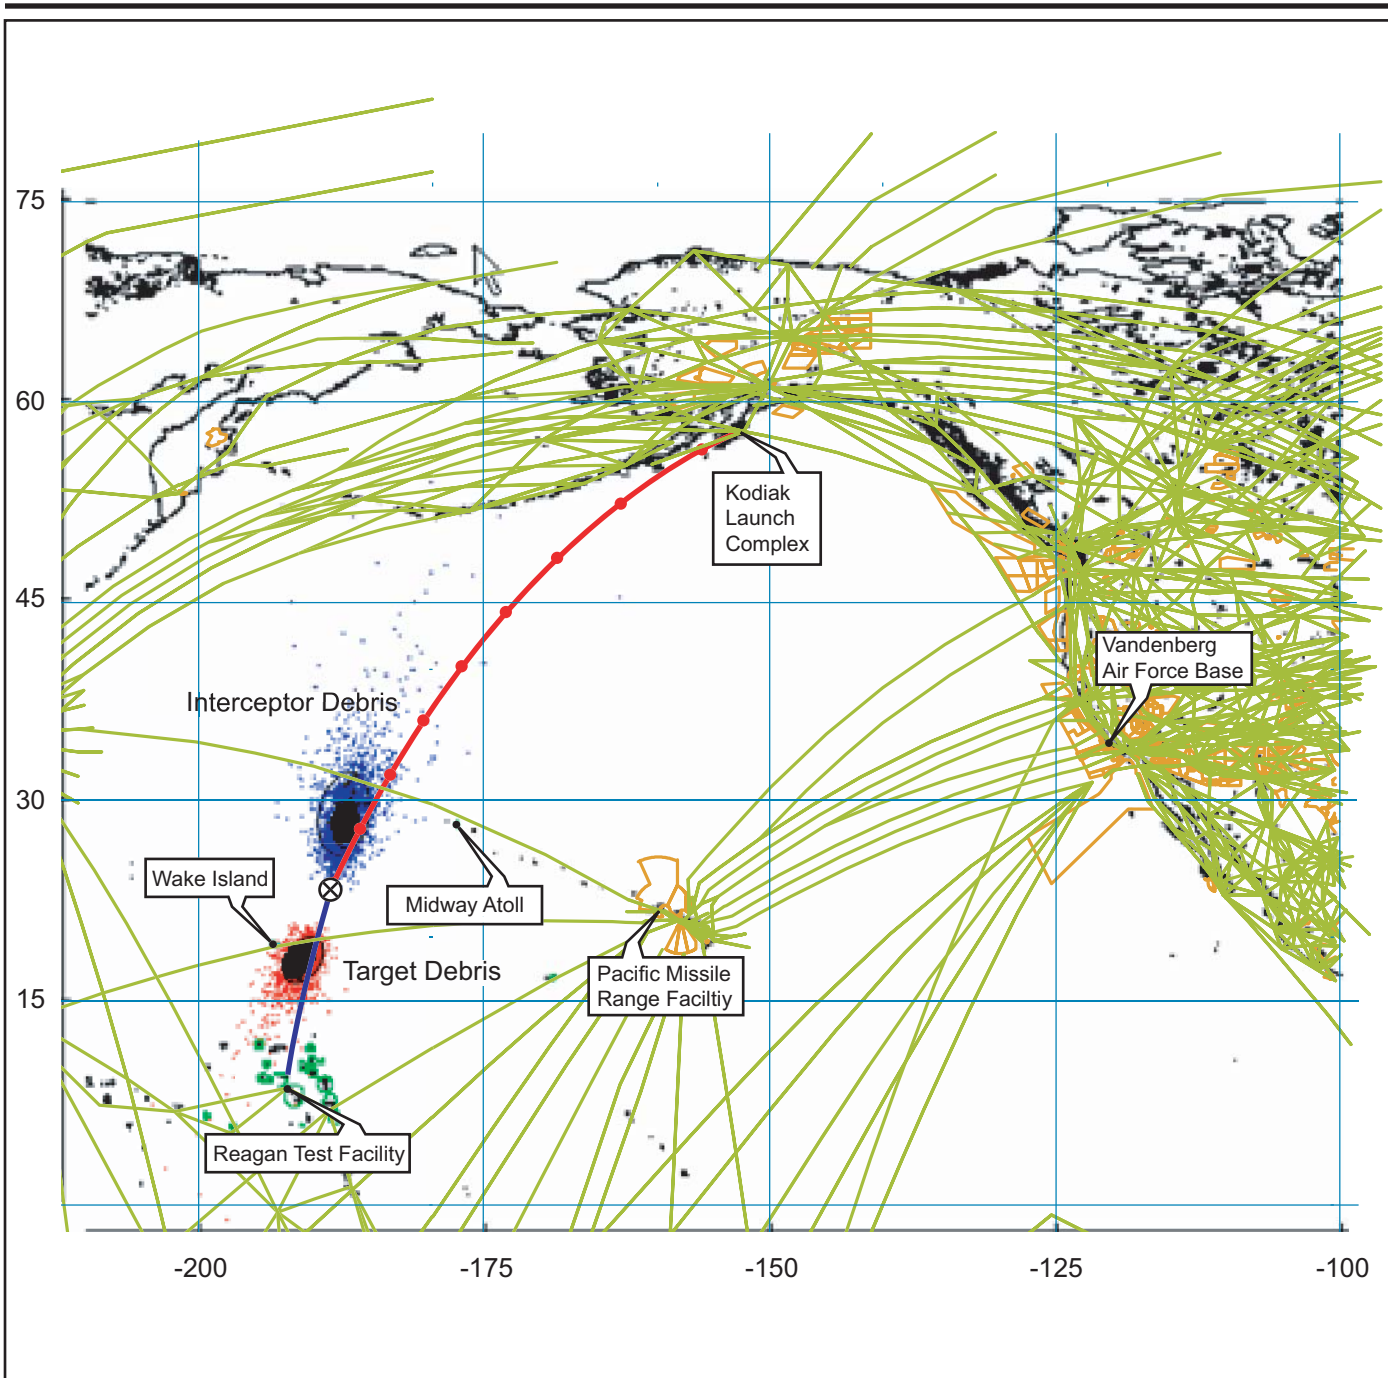 75
60
Kodiak
Launch
Complex
45
Vandenberg
Air Force Base
Interceptor Debris
30
Wake Island
Midway Atoll
Target Debris
Pacific Missile
Range Faciltiy
15
Reagan Test Facility
-200
-175
-150
-125
-100